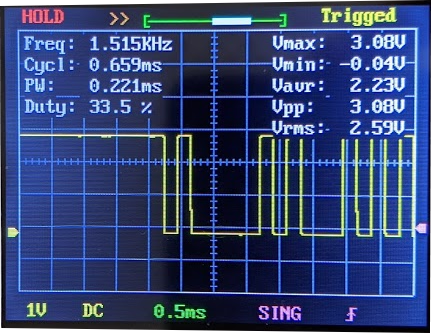 HOLD >> Trigged
Freq: 1.515KHz Vmax: 3.08V
Cycl: 0.659ms Vmin: -0.04V
PW: 0.221ms Vavr: 2.23V
Duty: 33.5 % Vpp: 3.08V
Vrms: 2.59V
1V DC 0.5ms SING